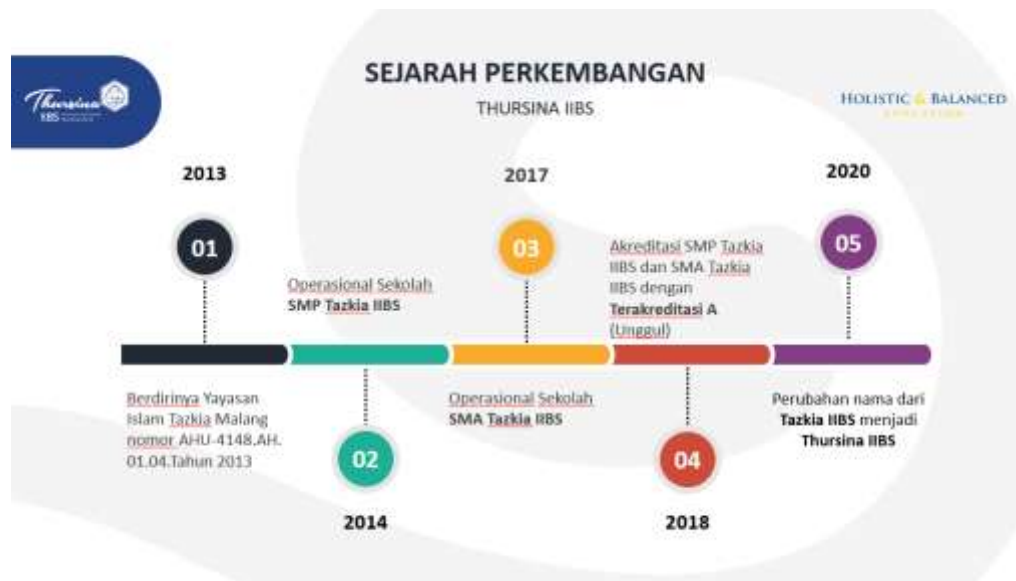 SEJARAH PERKEMBANGAN
THURSINA IIBS
Thursina
IIBS
HOLISTIC & BALANCED
EDUCATION
2013
01
Berdirinya Yayasan
Islam Tazkia Malang
nomor AHU-4148.AH.
01.04.Tahun 2013
Operasional Sekolah
SMP Tazkia IIBS
02
2014
2017
03
Operasional Sekolah
SMA Tazkia IIBS
Akreditasi SMP Tazkia
IIBS dan SMA Tazkia
IIBS dengan
Terakreditasi A
(Unggul)
04
2018
2020
05
Perubahan nama dari
Tazkia IIBS menjadi
Thursina IIBS